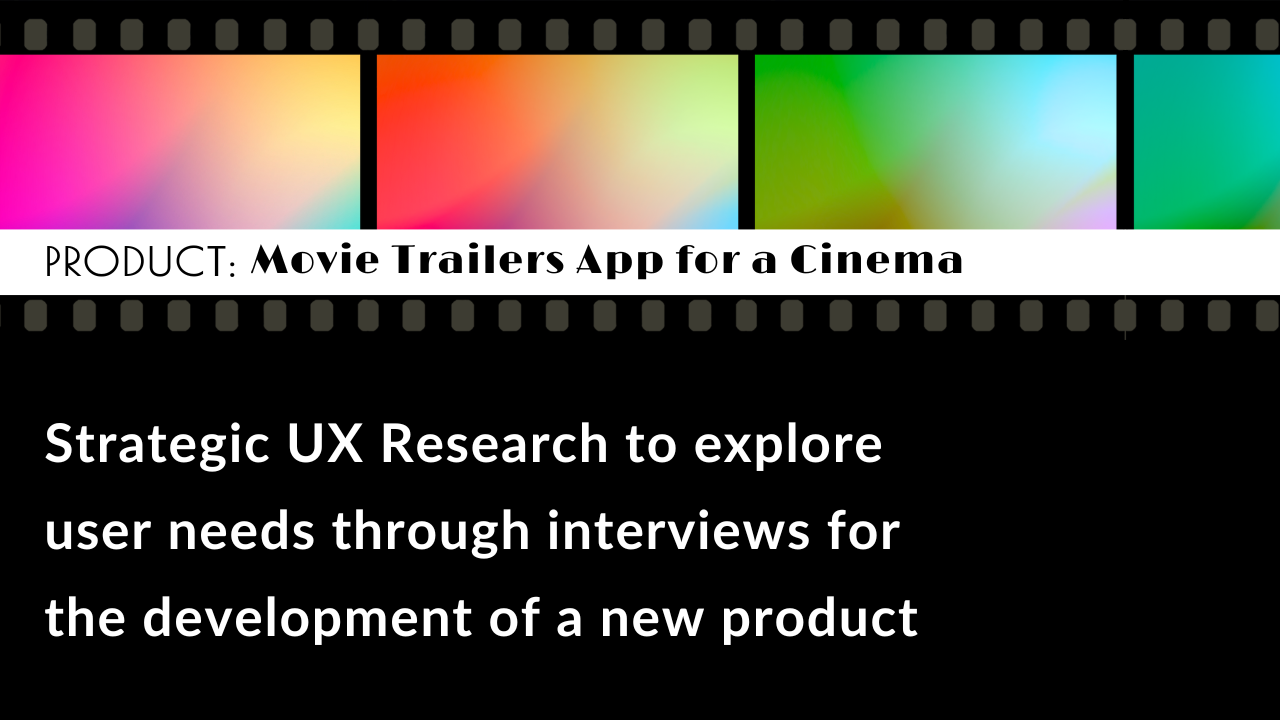 PRODUCT: Movie Trailers App for a Cinema
Strategic UX Research to explore
user needs through interviews for
the development of a new product